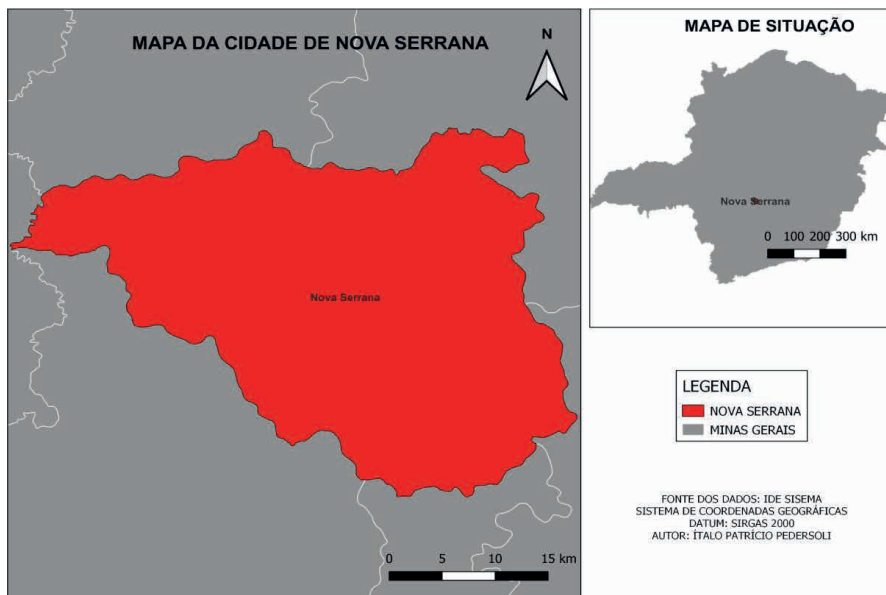 MAPA DA CIDADE DE NOVA SERRANA
N
Nova Serrana
0 5 10 15 km
MAPA DE SITUAÇÃO
Nova Serrana
0 100 200 300 km
LEGENDA
NOVA SERRANA
MINAS GERAIS
FONTE DOS DADOS: IDE SISEMA
SISTEMA DE COORDENADAS GEOGRÁFICAS
DATUM: SIRGAS 2000
AUTOR: ÍTALO PATRÍCIO PEDERSOLI